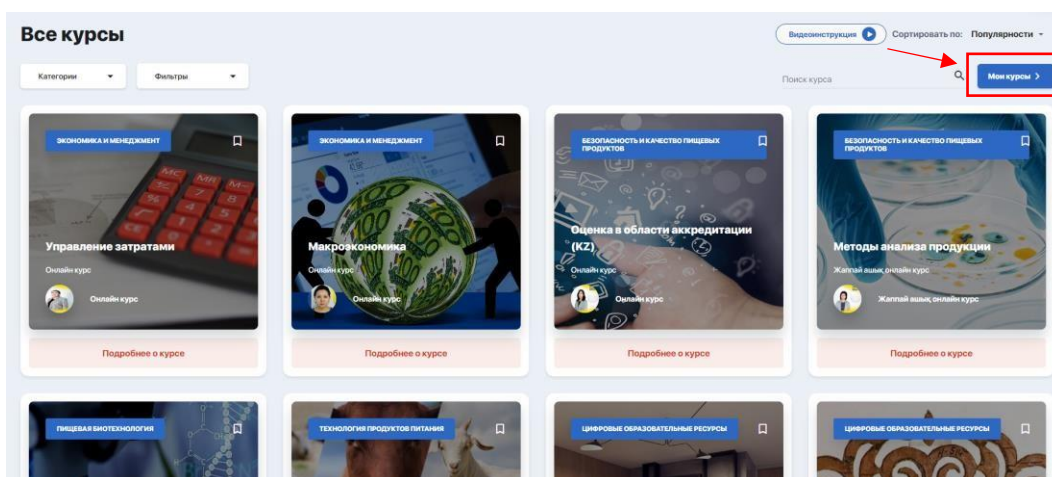 Все курсы
Видеоинструкция
Сортировать по: Популярности
Категории
Фильтры
Поиск курса
Мои курсы >
ЭКОНОМИКА И МЕНЕДЖМЕНТ
Управление затратами
Онлайн курс
Онлайн курс
Подробнее о курсе
ЭКОНОМИКА И МЕНЕДЖМЕНТ
Макроэкономика
Онлайн курс
Онлайн курс
Подробнее о курсе
БЕЗОПАСНОСТЬ И КАЧЕСТВО ПИЩЕВЫХ
ПРОДУКТОВ
Оценка в области аккредитации
(KZ)
Онлайн курс
Онлайн курс
Подробнее о курсе
БЕЗОПАСНОСТЬ И КАЧЕСТВО ПИЩЕВЫХ
ПРОДУКТОВ
Методы анализа продукции
Жаппай ашық онлайн курс
Жаппай ашық онлайн курс
Подробнее о курсе
ПИЩЕВАЯ БИОТЕХНОЛОГИЯ
ТЕХНОЛОГИЯ ПРОДУКТОВ ПИТАНИЯ
ЦИФРОВЫЕ ОБРАЗОВАТЕЛЬНЫЕ РЕСУРСЫ
ЦИФРОВЫЕ ОБРАЗОВАТЕЛЬНЫЕ РЕСУРСЫ